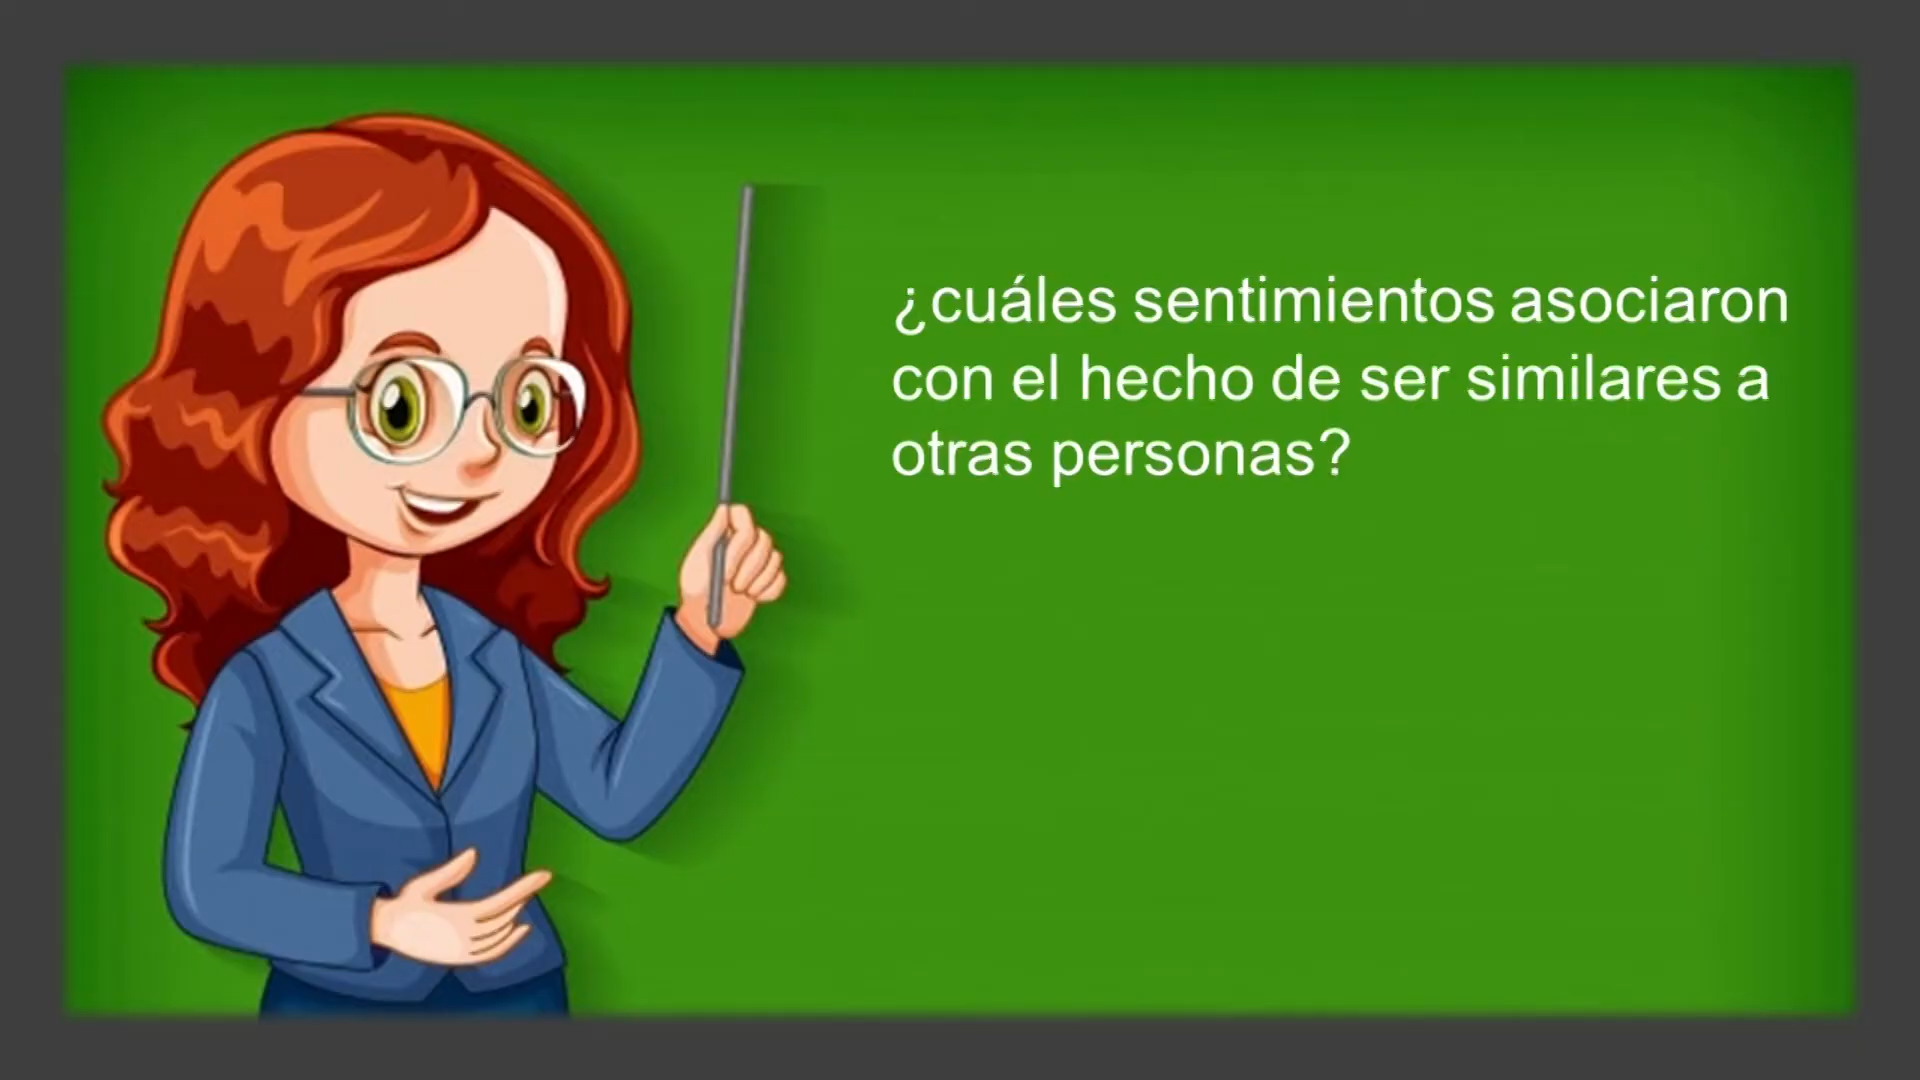 ¿cuáles sentimientos asociaron
con el hecho de ser similares a
otras personas?